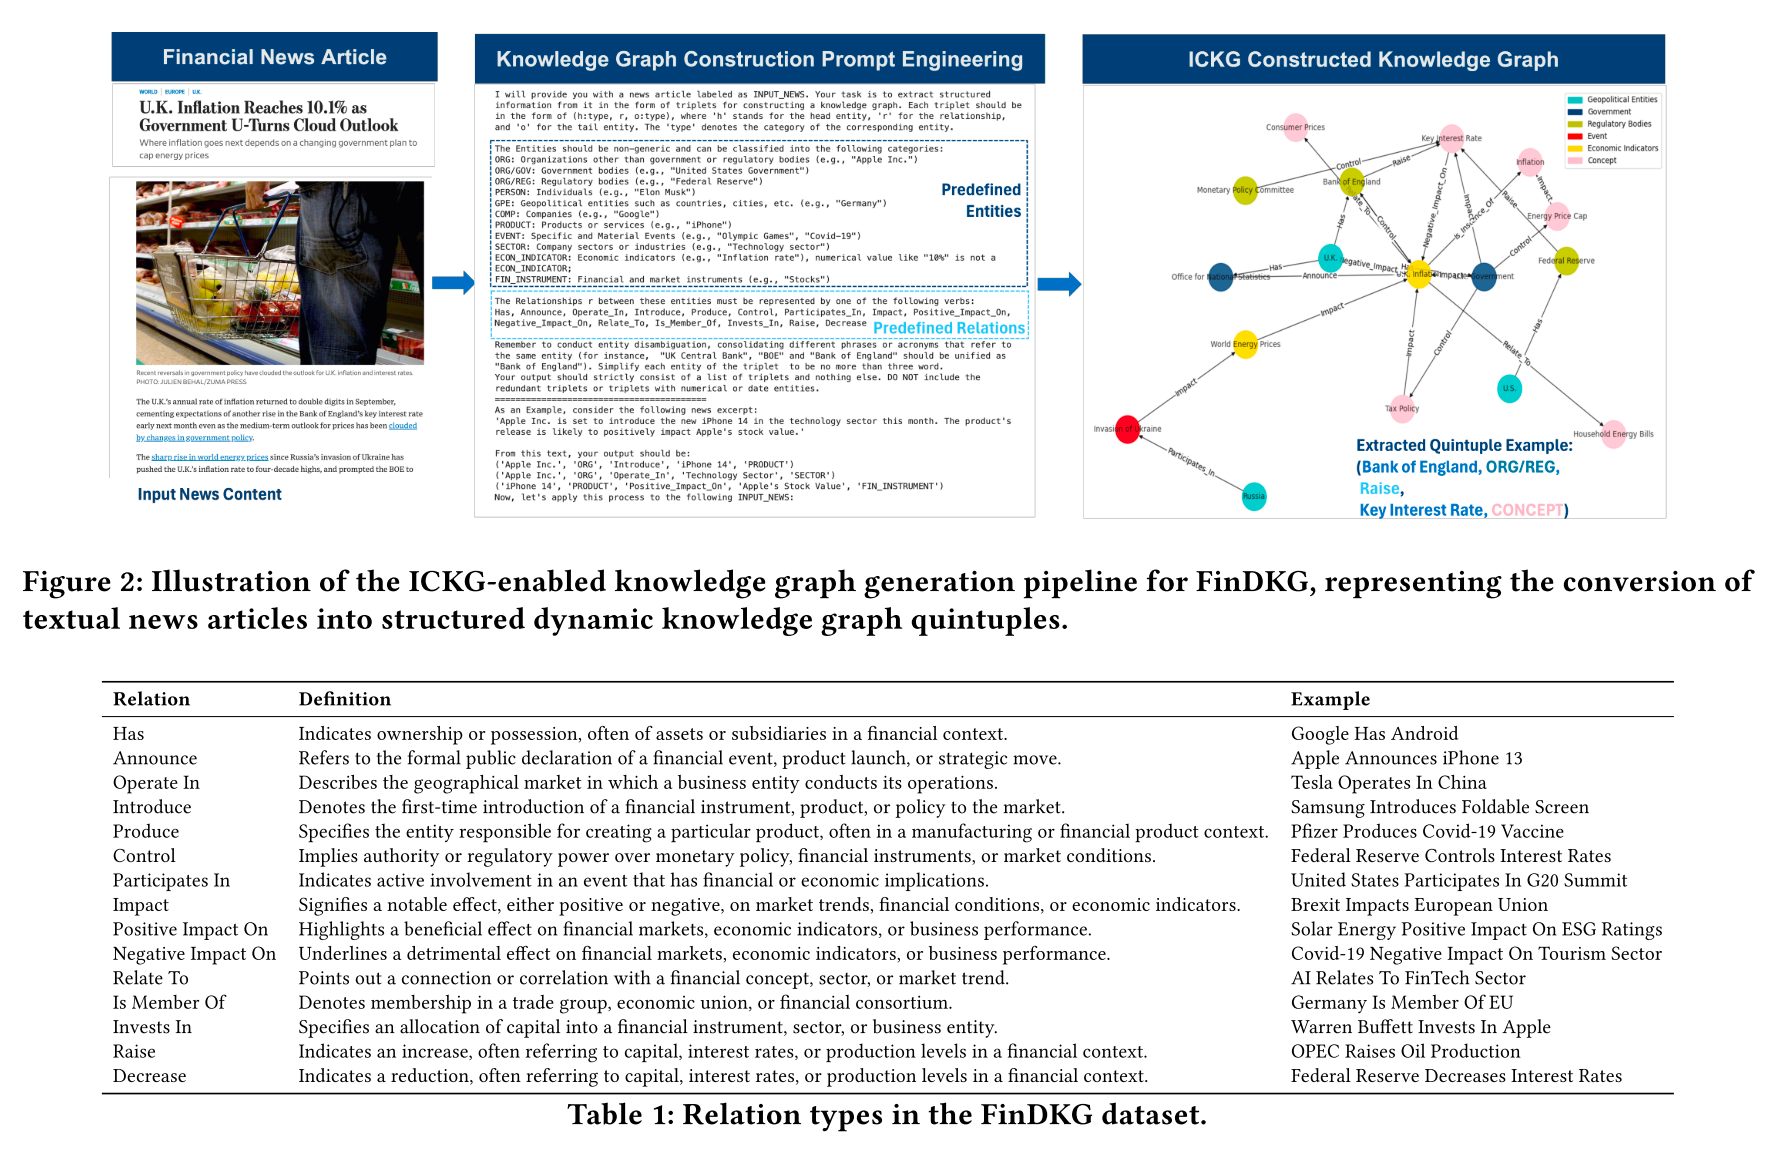 Financial News Article
WORLD | EUROPE | U.K.
U.K. Inflation Reaches 10.1% as
Government U-Turns Cloud Outlook
Where inflation goes next depends on a changing government plan to
cap energy prices
Recent reversals in government policy have clouded the outlook for U.K. inflation and interest rates.
PHOTO: JULIEN BEHAL/ZUMA PRESS
The U.K.'s annual rate of inflation returned to double digits in September,
cementing expectations of another rise in the Bank of England's key interest rate
early next month even as the medium-term outlook for prices has been clouded
by changes in government policy.
The sharp rise in world energy prices since Russia's invasion of Ukraine has
pushed the U.K.'s inflation rate to four-decade highs, and prompted the BOE to
Input News Content
Knowledge Graph Construction Prompt Engineering
I will provide you with a news article labeled as INPUT_NEWS. Your task is to extract structured
information from it in the form of triplets for constructing a knowledge graph. Each triplet should be
in the form of (h:type, r, o:type), where 'h' stands for the head entity, 'r' for the relationship,
and 'o' for the tail entity. The 'type' denotes the category of the corresponding entity.
The Entities should be non-generic and can be classified into the following categories:
ORG: Organizations other than government or regulatory bodies (e.g., "Apple Inc.")
ORG/GOV: Government bodies (e.g., "United States Government")
ORG/REG: Regulatory bodies (e.g., "Federal Reserve")
PERSON: Individuals (e.g., "Elon Musk")
GPE: Geopolitical entities such as countries, cities, etc. (e.g., "Germany")
COMP: Companies (e.g., "Google")
PRODUCT: Products or services (e.g., "iPhone")
EVENT: Specific and Material Events (e.g., "Olympic Games", "Covid-19")
SECTOR: Company sectors or industries (e.g., "Technology sector")
ECON_INDICATOR: Economic indicators (e.g., "Inflation rate"), numerical value like "10%" is not a
ECON_INDICATOR;
FIN_INSTRUMENT: Financial and market instruments (e.g., "Stocks")
Predefined
Entities
The Relationships r between these entities must be represented by one of the following verbs:
Has, Announce, Operate_In, Introduce, Produce, Control, Participates_In, Impact, Positive_Impact_On,
Negative_Impact_On, Relate_To, Is_Member_Of, Invests_In, Raise, Decrease
Predefined Relations
Remember to conduct entity disambiguation, consolidating different phrases or acronyms that refer to
the same entity (for instance, "UK Central Bank", "BOE" and "Bank of England" should be unified as
"Bank of England"). Simplify each entity of the triplet to be no more than three word.
Your output should strictly consist of a list of triplets and nothing else. DO NOT include the
redundant triplets or triplets with numerical or date entities.
========================================
As an Example, consider the following news excerpt:
'Apple Inc. is set to introduce the new iPhone 14 in the technology sector this month. The product's
release is likely to positively impact Apple's stock value.'
From this text, your output should be:
('Apple Inc.', 'ORG', 'Introduce', 'iPhone 14', 'PRODUCT')
('Apple Inc.', 'ORG', 'Operate_In', 'Technology Sector', 'SECTOR')
('iPhone 14', 'PRODUCT', 'Positive_Impact_On', 'Apple's Stock Value', 'FIN_INSTRUMENT')
Now, let's apply this process to the following INPUT_NEWS:
ICKG Constructed Knowledge Graph
Geopolitical Entities
Government
Regulatory Bodies
Event
Economic Indicators
Concept
Consumer Prices
Key Interest Rate
Inflation
Control
Raise
Impact
Monetary Policy Committee
Bank of England
Negative_Impact_On
Raise
Energy Price Cap
Has
Control
Control
U.K.
Federal Reserve
Office for National Statistics
Has
Announce
Negative_Impact
Impact
World Energy Prices
Impact
Impact
Control
Has
Relate_To
Impact
U.S.
Tax Policy
Invasion of Ukraine
Household Energy Bills
Participates_In
Russia
Extracted Quintuple Example:
(Bank of England, ORG/REG,
Raise,
Key Interest Rate, CONCEPT)
Figure 2: Illustration of the ICKG-enabled knowledge graph generation pipeline for FinDKG, representing the conversion of
textual news articles into structured dynamic knowledge graph quintuples.
Relation Definition Example
Has Indicates ownership or possession, often of assets or subsidiaries in a financial context. Google Has Android
Announce Refers to the formal public declaration of a financial event, product launch, or strategic move. Apple Announces iPhone 13
Operate In Describes the geographical market in which a business entity conducts its operations. Tesla Operates In China
Introduce Denotes the first-time introduction of a financial instrument, product, or policy to the market. Samsung Introduces Foldable Screen
Produce Specifies the entity responsible for creating a particular product, often in a manufacturing or financial product context. Pfizer Produces Covid-19 Vaccine
Control Implies authority or regulatory power over monetary policy, financial instruments, or market conditions. Federal Reserve Controls Interest Rates
Participates In Indicates active involvement in an event that has financial or economic implications. United States Participates In G20 Summit
Impact Signifies a notable effect, either positive or negative, on market trends, financial conditions, or economic indicators. Brexit Impacts European Union
Positive Impact On Highlights a beneficial effect on financial markets, economic indicators, or business performance. Solar Energy Positive Impact On ESG Ratings
Negative Impact On Underlines a detrimental effect on financial markets, economic indicators, or business performance. Covid-19 Negative Impact On Tourism Sector
Relate To Points out a connection or correlation with a financial concept, sector, or market trend. AI Relates To FinTech Sector
Is Member Of Denotes membership in a trade group, economic union, or financial consortium. Germany Is Member Of EU
Invests In Specifies an allocation of capital into a financial instrument, sector, or business entity. Warren Buffett Invests In Apple
Raise Indicates an increase, often referring to capital, interest rates, or production levels in a financial context. OPEC Raises Oil Production
Decrease Indicates a reduction, often referring to capital, interest rates, or production levels in a financial context. Federal Reserve Decreases Interest Rates
Table 1: Relation types in the FinDKG dataset.